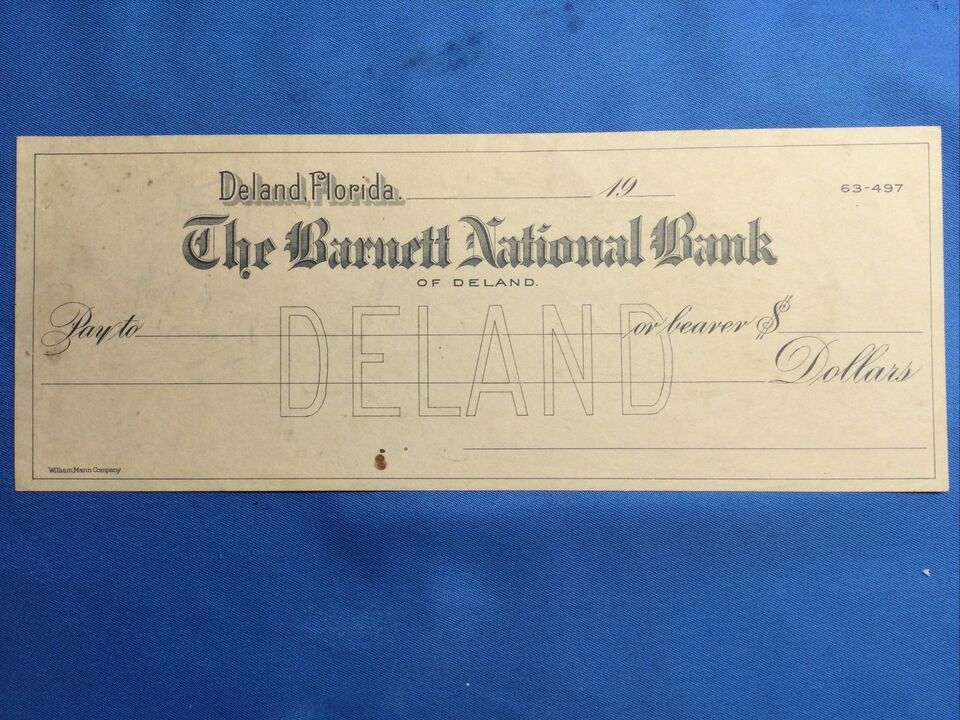 Deland, Florida. 19
63-497
The Barnett National Bank
OF DELAND.
Pay to or bearer $
DELAND
Dollars
William Mann Company